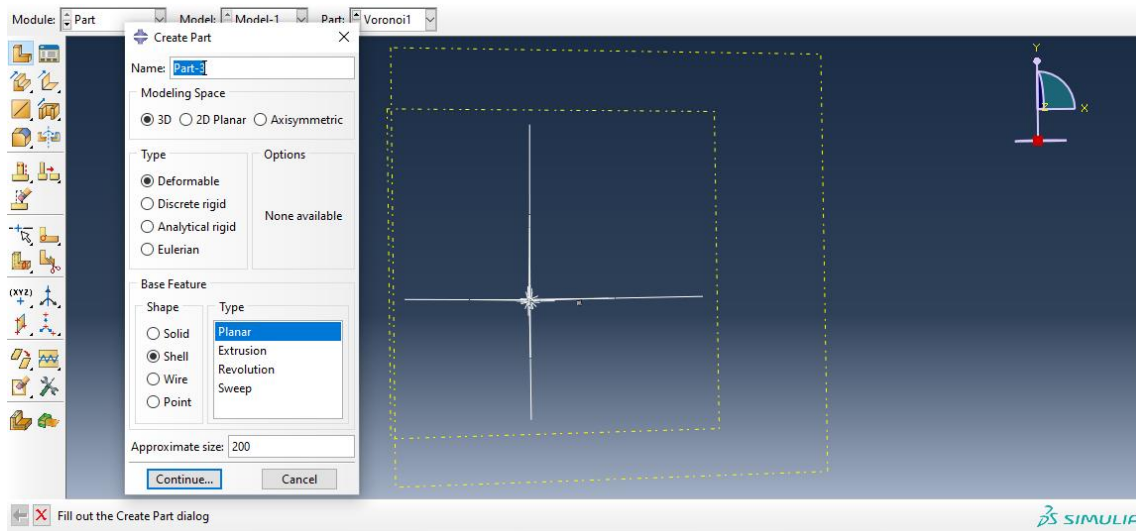 Module: Part Model: Model-1 Part: Voronoi1
Create Part
Name: Part-3
Modeling Space
3D 2D Planar Axisymmetric
Type Options
Deformable
Discrete rigid
Analytical rigid
Eulerian
None available
Base Feature
Shape Type
Solid
Shell
Wire
Point
Planar
Extrusion
Revolution
Sweep
Approximate size: 200
Continue... Cancel
(XYZ)
Y
Z
X
Fill out the Create Part dialog
SIMULIA